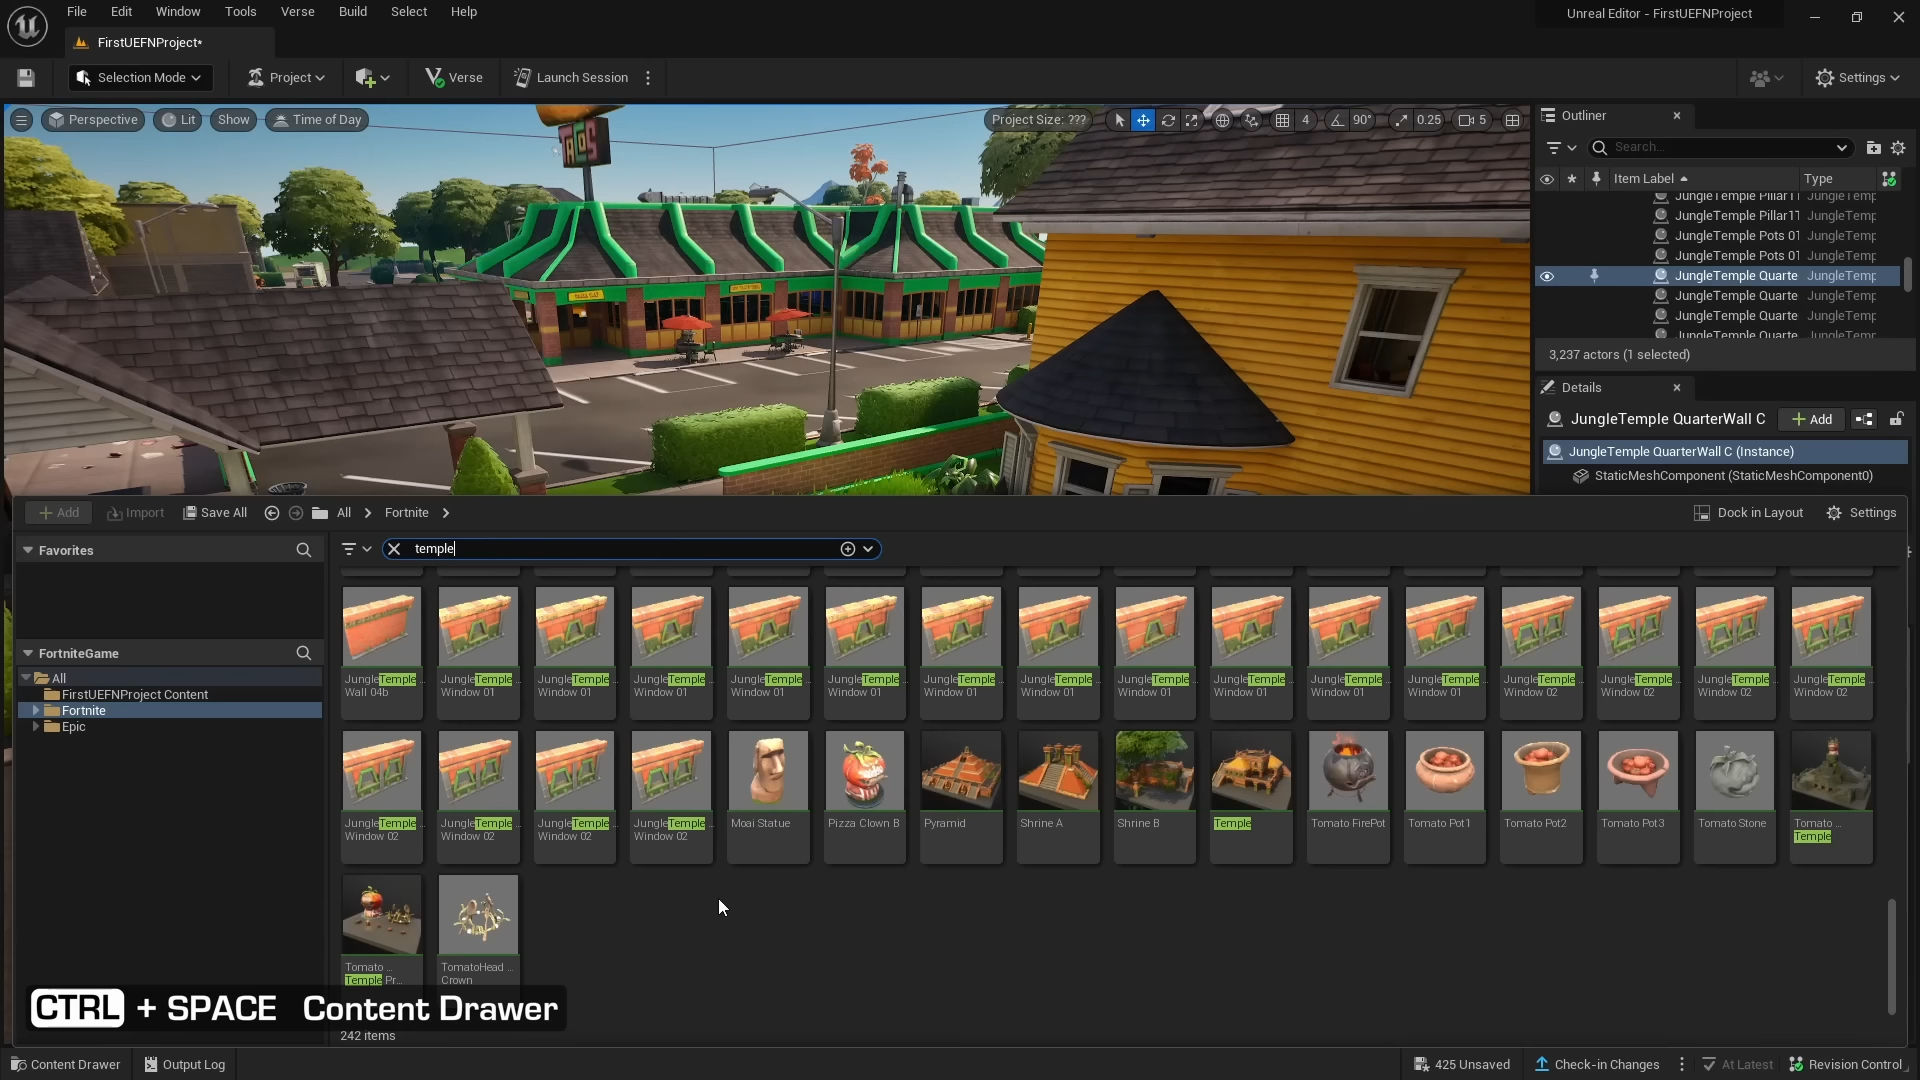 File Edit Window Tools Verse Build Select Help
Unreal Editor - FirstUEFNProject
FirstUEFNProject*
Selection Mode Project Verse Launch Session Settings
Perspective Lit Show Time of Day Project Size: ??? 4 90° 0.25 5
Outliner
Search...
Item Label Type
JungleTemple Pillar1T JungleTemp
JungleTemple Pillar1T JungleTemp
JungleTemple Pots 01 JungleTemp
JungleTemple Pots 01 JungleTemp
JungleTemple Quarte JungleTemp
JungleTemple Quarte JungleTemp
JungleTemple Quarte JungleTemp
JungleTemple Quarte JungleTemp
3,237 actors (1 selected)
Details
JungleTemple QuarterWall C Add
JungleTemple QuarterWall C (Instance)
StaticMeshComponent (StaticMeshComponent0)
Add Import Save All All Fortnite Dock in Layout Settings
Favorites
temple
FortniteGame
All
FirstUEFNProject Content
Fortnite
Epic
JungleTemple ... JungleTemple ... JungleTemple ... JungleTemple ... JungleTemple ... JungleTemple ... JungleTemple ... JungleTemple ... JungleTemple ... JungleTemple ... JungleTemple ... JungleTemple ... JungleTemple ... JungleTemple ... JungleTemple ... JungleTemple ...
Wall 04b Window 01 Window 01 Window 01 Window 01 Window 01 Window 01 Window 01 Window 01 Window 01 Window 01 Window 01 Window 02 Window 02 Window 02 Window 02
JungleTemple ... JungleTemple ... JungleTemple ... JungleTemple ... Moai Statue Pizza Clown B Pyramid Shrine A Shrine B Temple Tomato FirePot Tomato Pot1 Tomato Pot2 Tomato Pot3 Tomato Stone Tomato ...
Window 02 Window 02 Window 02 Window 02 Temple
Tomato ... TomatoHead ...
Temple Pr... Crown
CTRL + SPACE Content Drawer
242 items
Content Drawer Output Log 425 Unsaved Check-in Changes At Latest Revision Control